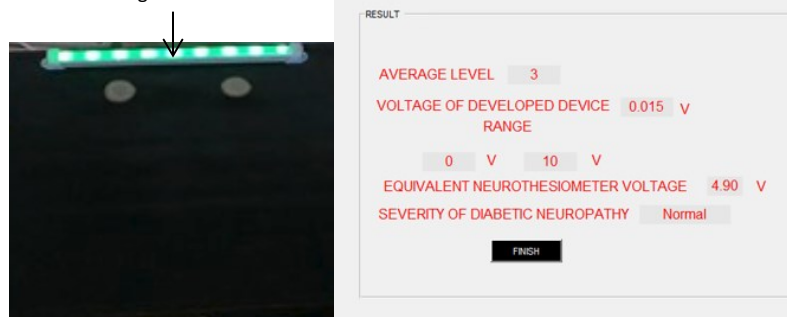 RESULT
AVERAGE LEVEL 3
VOLTAGE OF DEVELOPED DEVICE 0.015 V
RANGE
0 V 10 V
EQUIVALENT NEUROTHESIOMETER VOLTAGE 4.90 V
SEVERITY OF DIABETIC NEUROPATHY Normal
FINISH